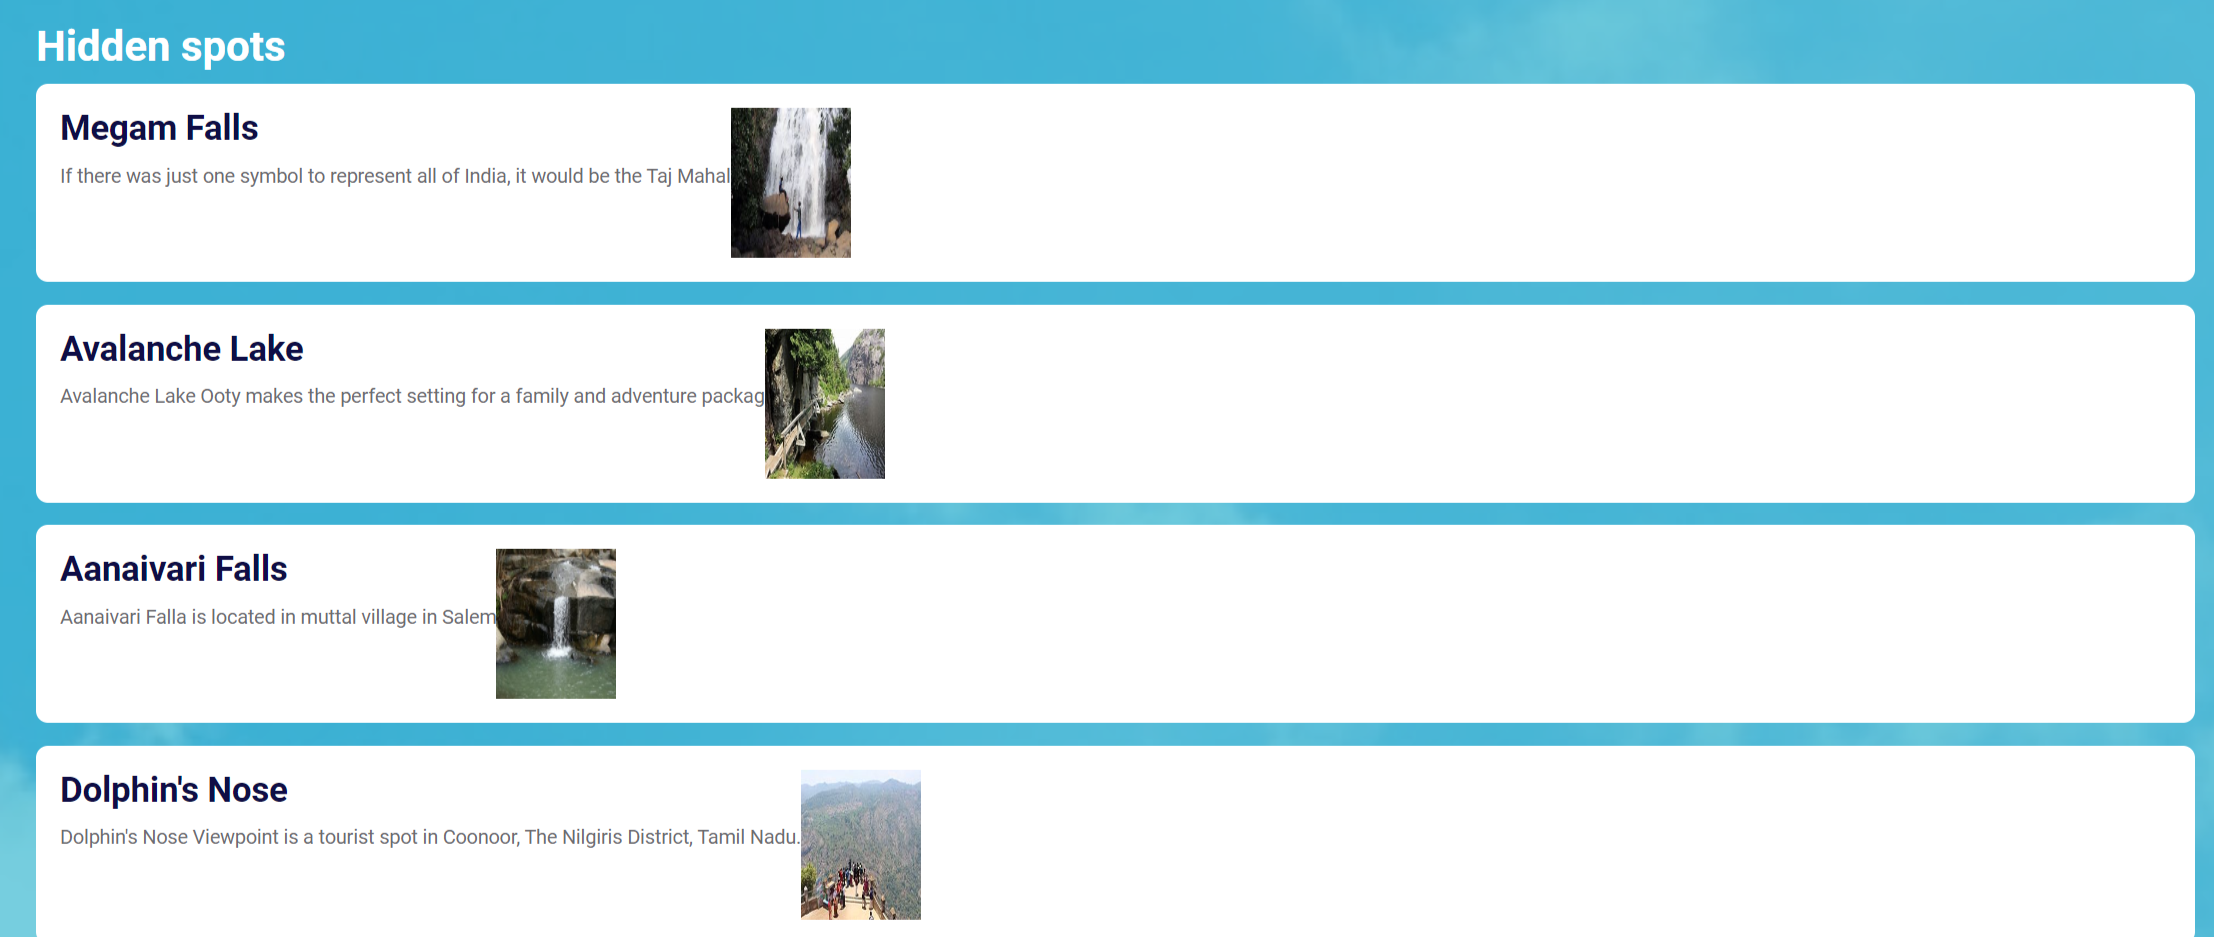 Hidden spots
Megam Falls
If there was just one symbol to represent all of India, it would be the Taj Mahal
Avalanche Lake
Avalanche Lake Ooty makes the perfect setting for a family and adventure packag
Aanaivari Falls
Aanaivari Falla is located in muttal village in Salem
Dolphin's Nose
Dolphin's Nose Viewpoint is a tourist spot in Coonoor, The Nilgiris District, Tamil Nadu.